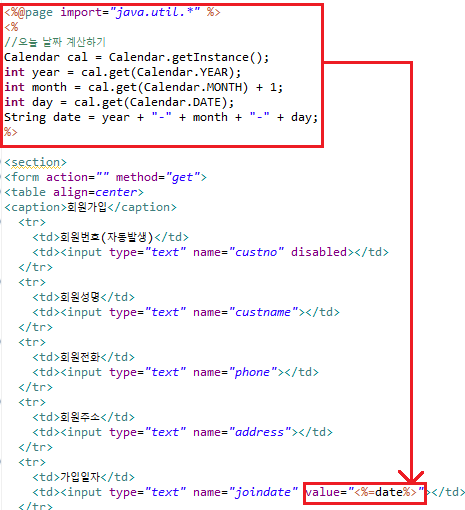 <%@page import="java.util.*" %>
<%
//오늘 날짜 계산하기
Calendar cal = Calendar.getInstance();
int year = cal.get(Calendar.YEAR);
int month = cal.get(Calendar.MONTH) + 1;
int day = cal.get(Calendar.DATE);
String date = year + "-" + month + "-" + day;
%>
<section>
<form action="" method="get">
<table align=center>
<caption>회원가입</caption>
<tr>
<td>회원번호(자동발생)</td>
<td><input type="text" name="custno" disabled></td>
</tr>
<tr>
<td>회원성명</td>
<td><input type="text" name="custname"></td>
</tr>
<tr>
<td>회원전화</td>
<td><input type="text" name="phone"></td>
</tr>
<tr>
<td>회원주소</td>
<td><input type="text" name="address"></td>
</tr>
<tr>
<td>가입일자</td>
<td><input type="text" name="joindate" value="<%=date%>"></td>
</tr>